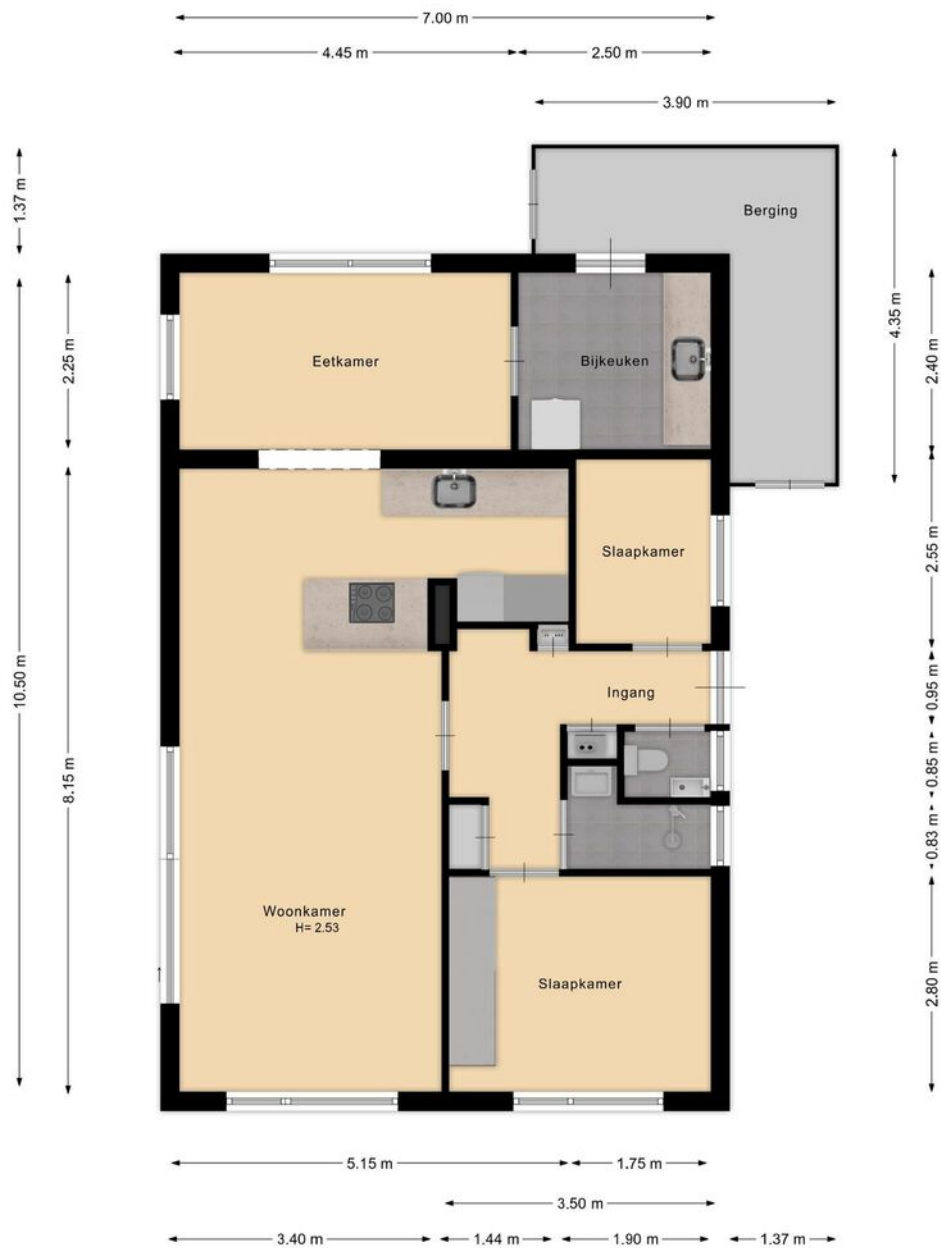 7.00 m
4.45 m
2.50 m
3.90 m
1.37 m
Berging
4.35 m
2.25 m
2.40 m
Eetkamer
Bijkeuken
10.50 m
8.15 m
Slaapkamer
2.55 m
Ingang
0.95 m
0.85 m
0.83 m
Woonkamer
H= 2.53
Slaapkamer
2.80 m
5.15 m
1.75 m
3.50 m
3.40 m
1.44 m
1.90 m
1.37 m